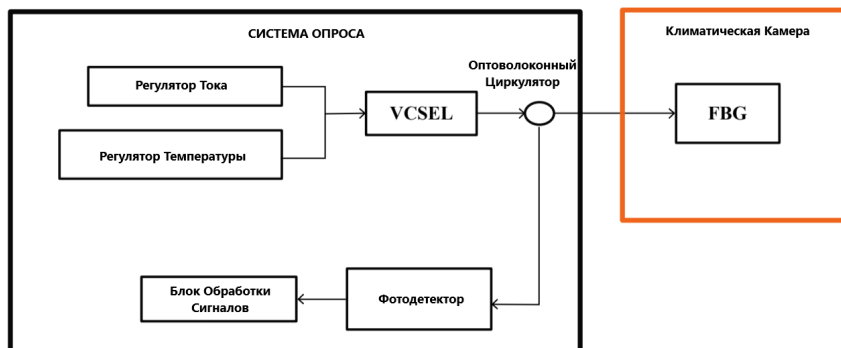 СИСТЕМА ОПРОСА
Климатическая Камера
Оптоволоконный
Циркулятор
Регулятор Тока
VCSEL
FBG
Регулятор Температуры
Блок Обработки
Сигналов
Фотодетектор